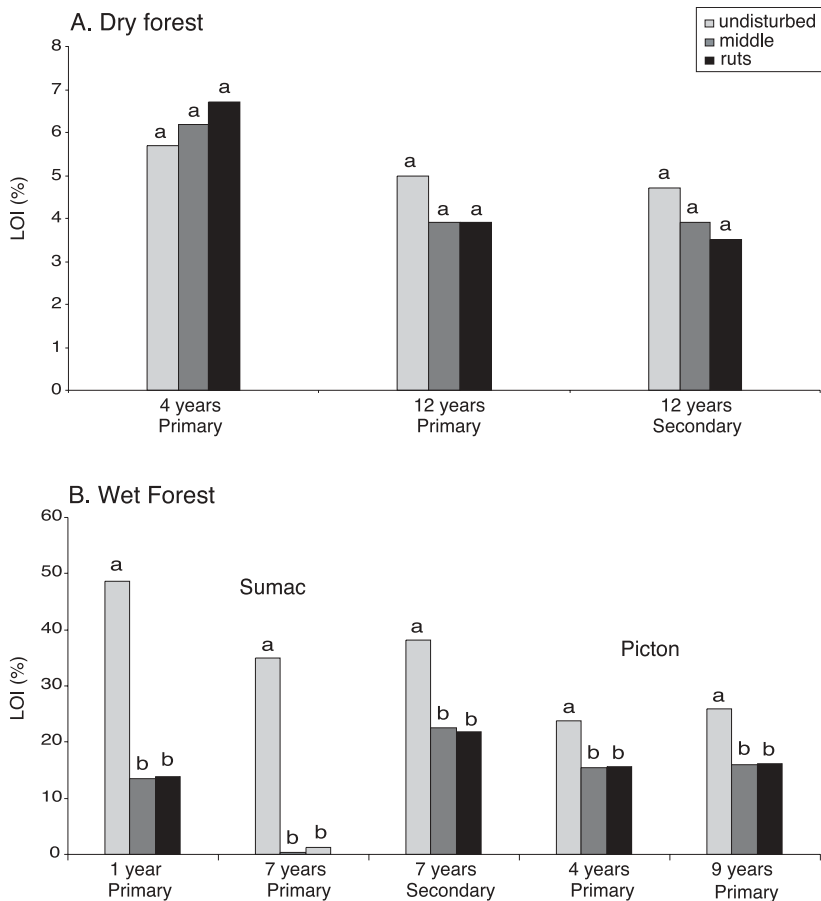 A. Dry forest
undisturbed
middle
ruts
8
7
6
5
4
3
2
1
0
LOI (%)
a
a
a
a
a
a
a
a
a
4 years
Primary
12 years
Primary
12 years
Secondary
B. Wet Forest
60
50
40
30
20
10
0
LOI (%)
Sumac
Picton
a
b
b
a
b
b
a
b
b
a
b
b
a
b
b
1 year
Primary
7 years
Primary
7 years
Secondary
4 years
Primary
9 years
Primary